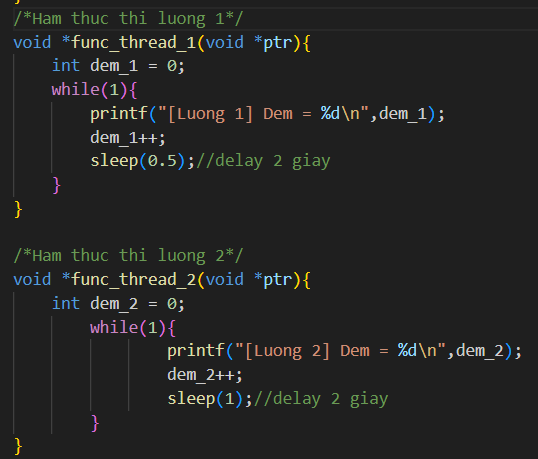 }
/*Ham thuc thi luong 1*/
void *func_thread_1(void *ptr){
    int dem_1 = 0;
    while(1){
        printf("[Luong 1] Dem = %d\n",dem_1);
        dem_1++;
        sleep(0.5);//delay 2 giay
    }
}

/*Ham thuc thi luong 2*/
void *func_thread_2(void *ptr){
    int dem_2 = 0;
        while(1){
                printf("[Luong 2] Dem = %d\n",dem_2);
                dem_2++;
                sleep(1);//delay 2 giay
        }
}